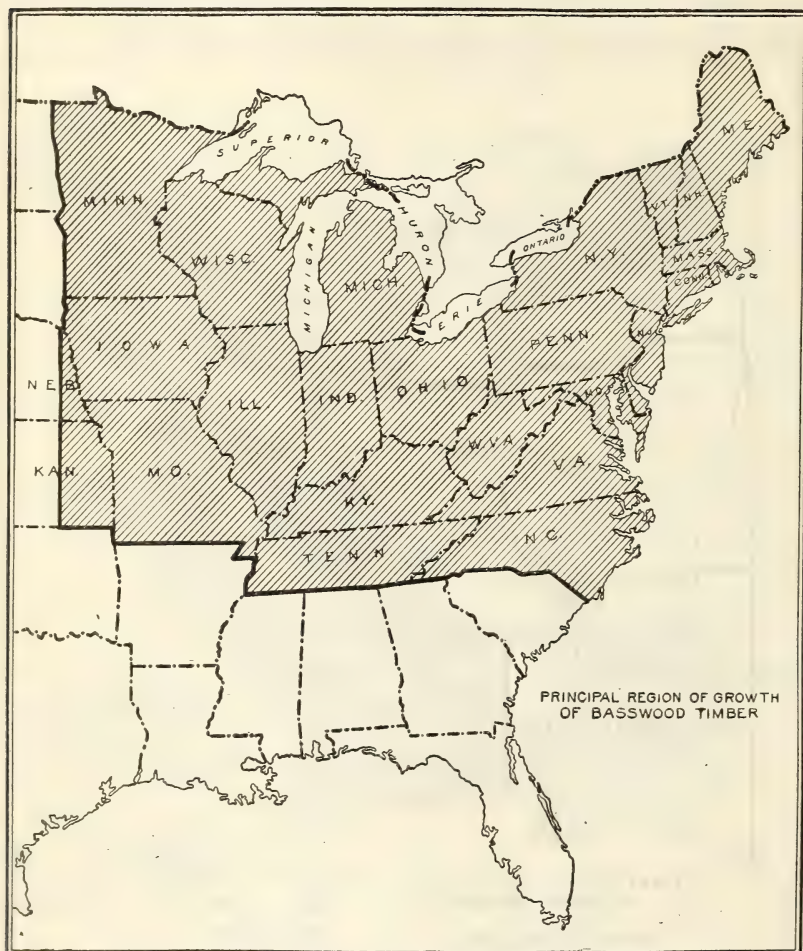 SUPERIOR
ME.
MINN.
HURON
VT.
N.H.
WISC.
MICHIGAN
MICH.
ONTARIO
N.Y.
MASS.
CONN.
ERIE
IOWA
PENN.
N.J.
NEB.
ILL.
IND.
OHIO
MD.
W.VA.
VA.
KAN.
MO.
KY.
TENN.
N.C.
PRINCIPAL REGION OF GROWTH
OF BASSWOOD TIMBER